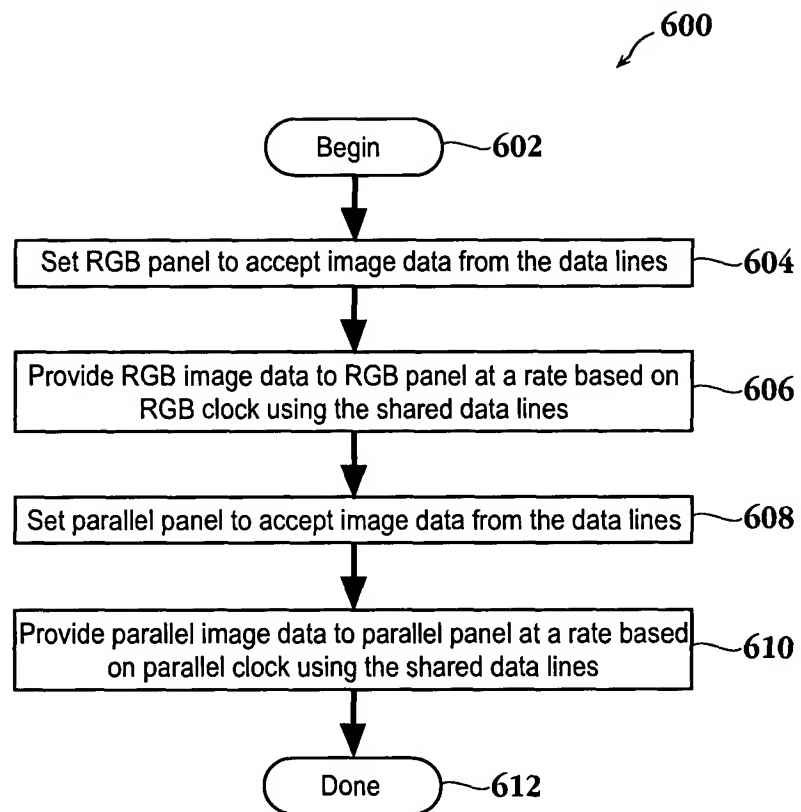 600
Begin
602
Set RGB panel to accept image data from the data lines
604
Provide RGB image data to RGB panel at a rate based on
RGB clock using the shared data lines
606
Set parallel panel to accept image data from the data lines
608
Provide parallel image data to parallel panel at a rate based
on parallel clock using the shared data lines
610
Done
612